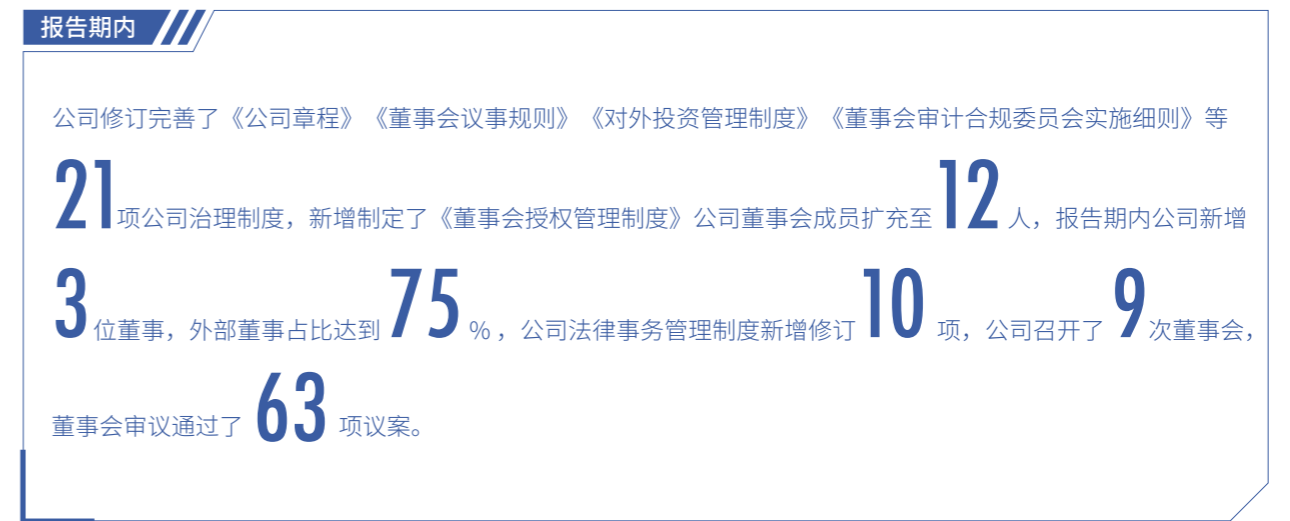 报告期内
公司修订完善了《公司章程》《董事会议事规则》《对外投资管理制度》《董事会审计合规委员会实施细则》等
21项公司治理制度，新增制定了《董事会授权管理制度》公司董事会成员扩充至12人，报告期内公司新增
3位董事，外部董事占比达到75%，公司法律事务管理制度新增修订10项，公司召开了9次董事会，
董事会审议通过了63项议案。